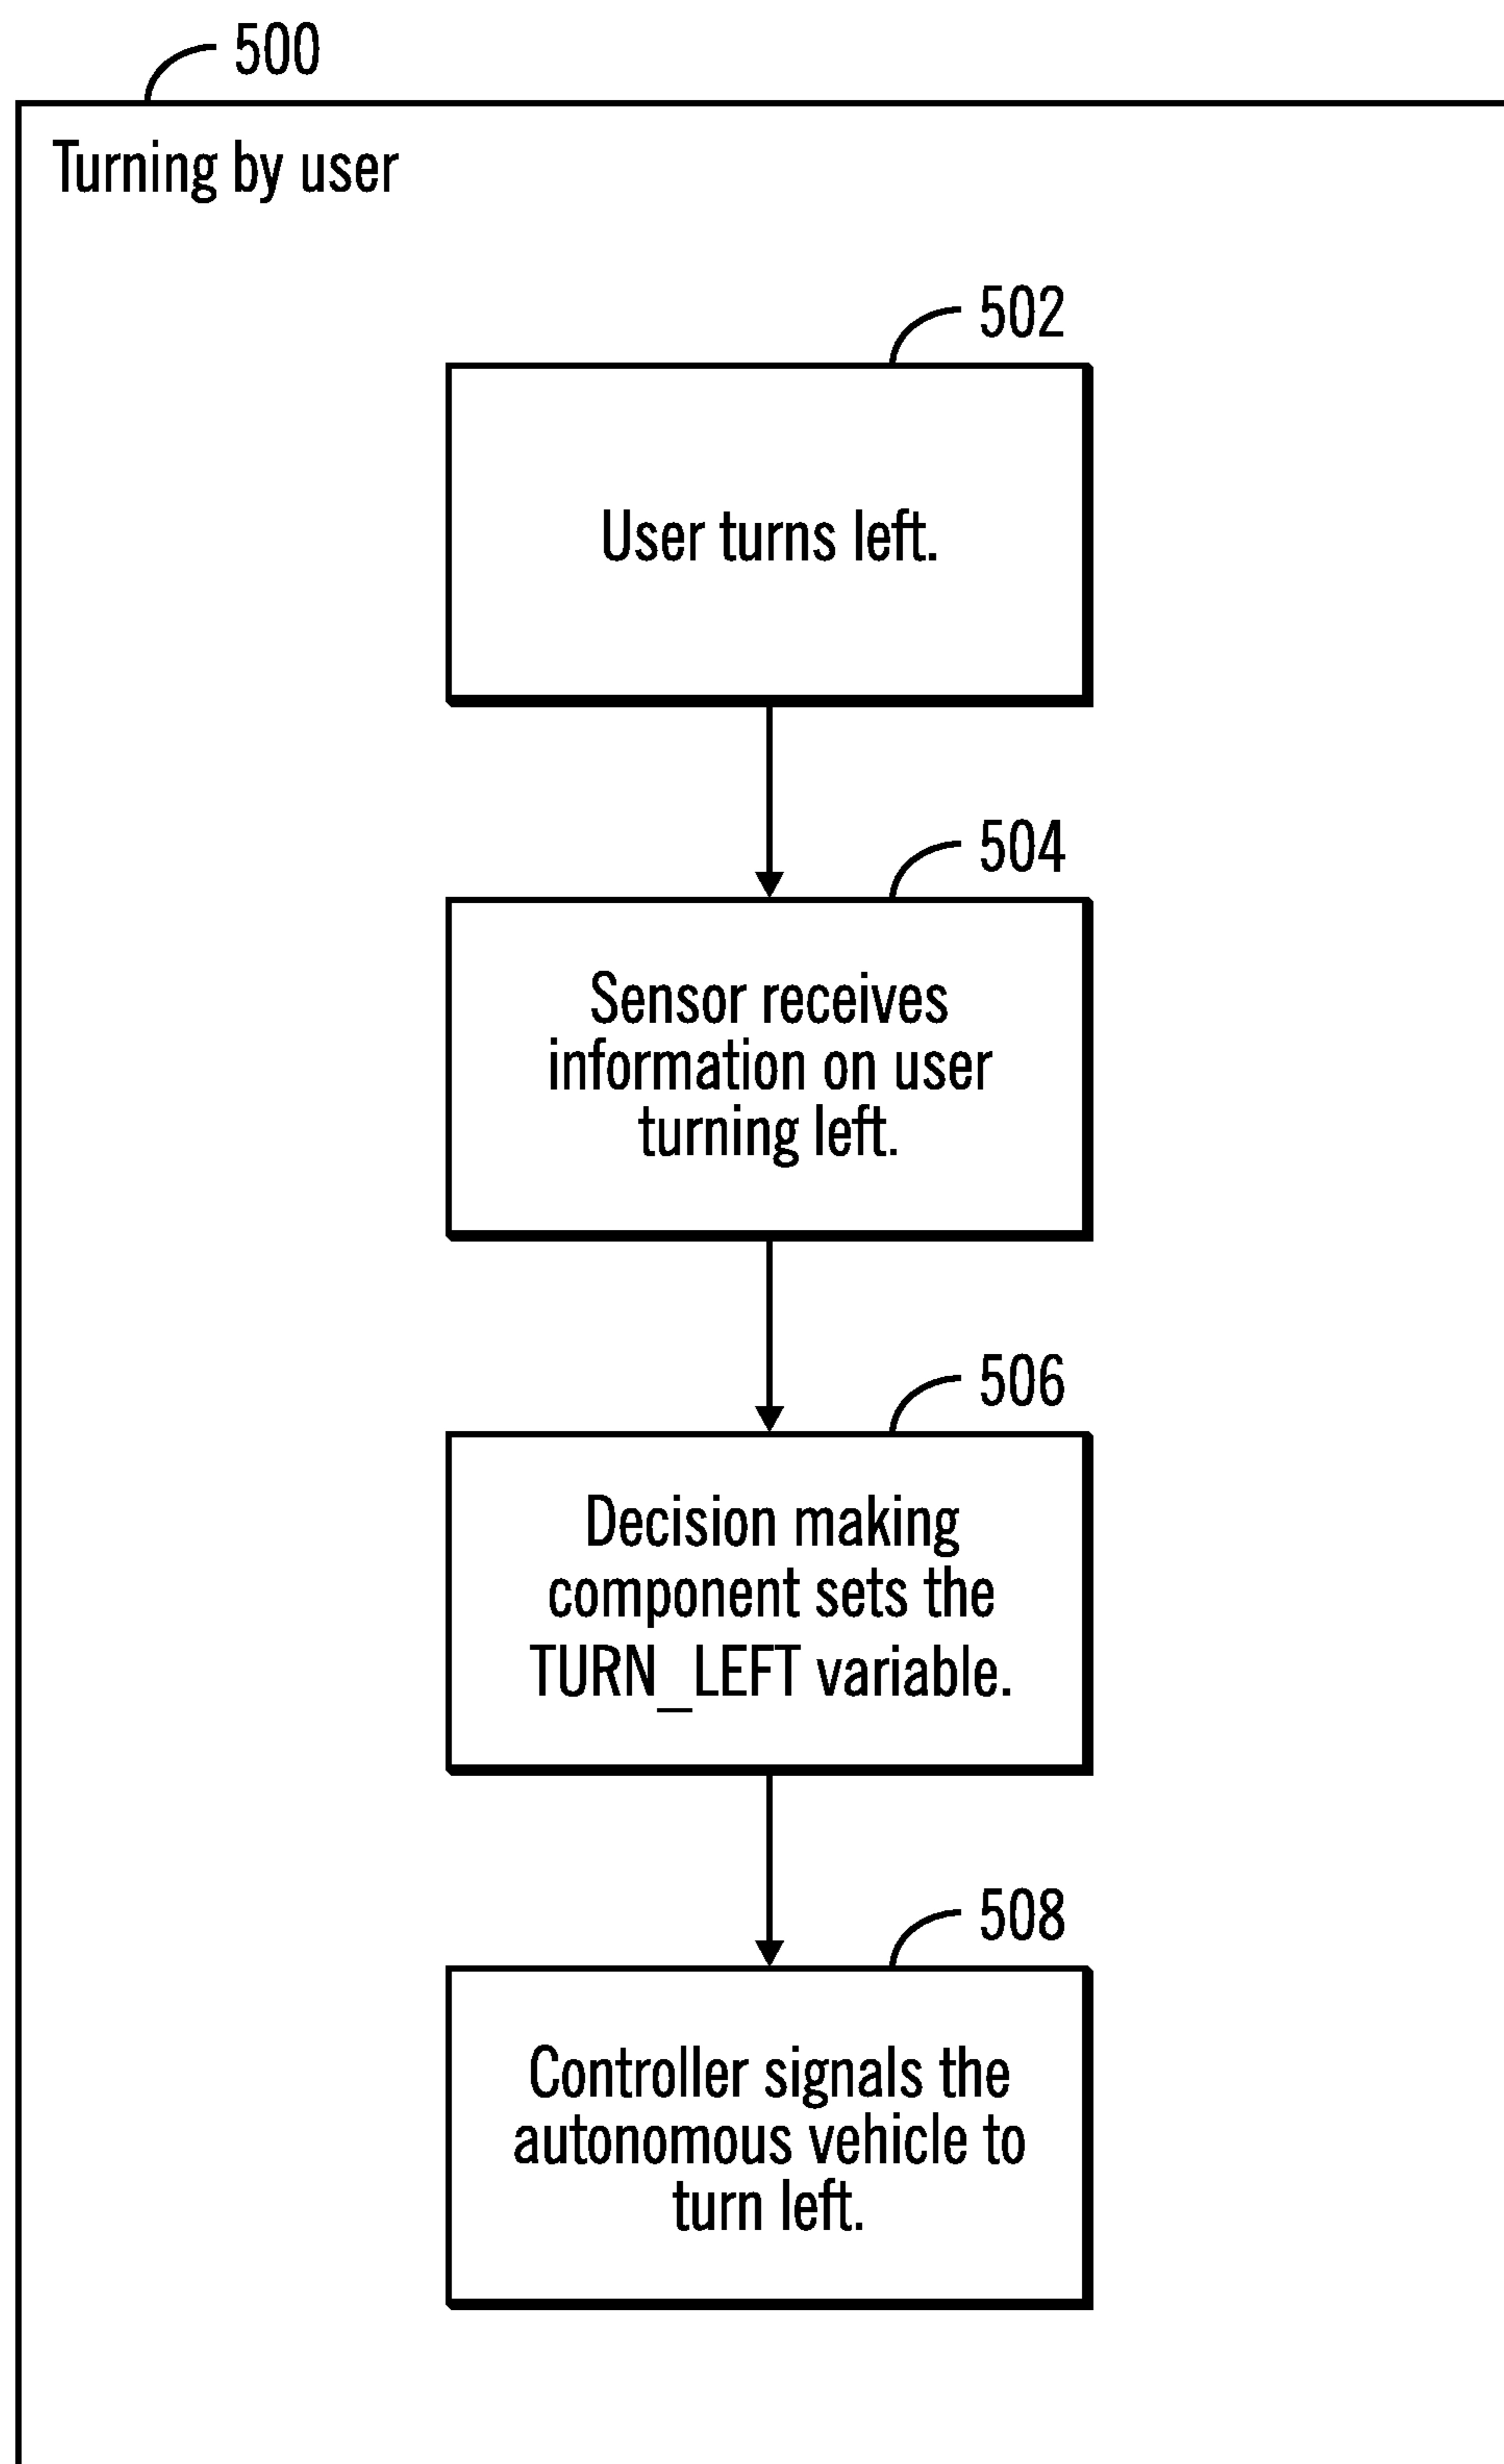 500
Turning by user
502
User turns left.
504
Sensor receives
information on user
turning left.
506
Decision making
component sets the
TURN_LEFT variable.
508
Controller signals the
autonomous vehicle to
turn left.